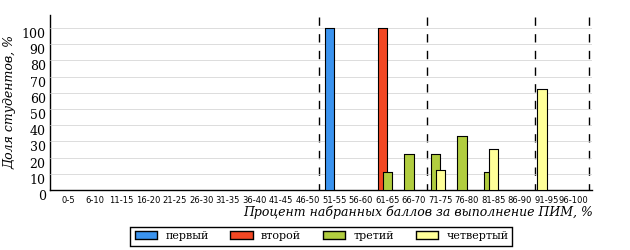 Доля студентов, %
100
90
80
70
60
50
40
30
20
10
0
0-5 6-10 11-15 16-20 21-25 26-30 31-35 36-40 41-45 46-50 51-55 56-60 61-65 66-70 71-75 76-80 81-85 86-90 91-95 96-100
Процент набранных баллов за выполнение ПИМ, %
первый второй третий четвертый